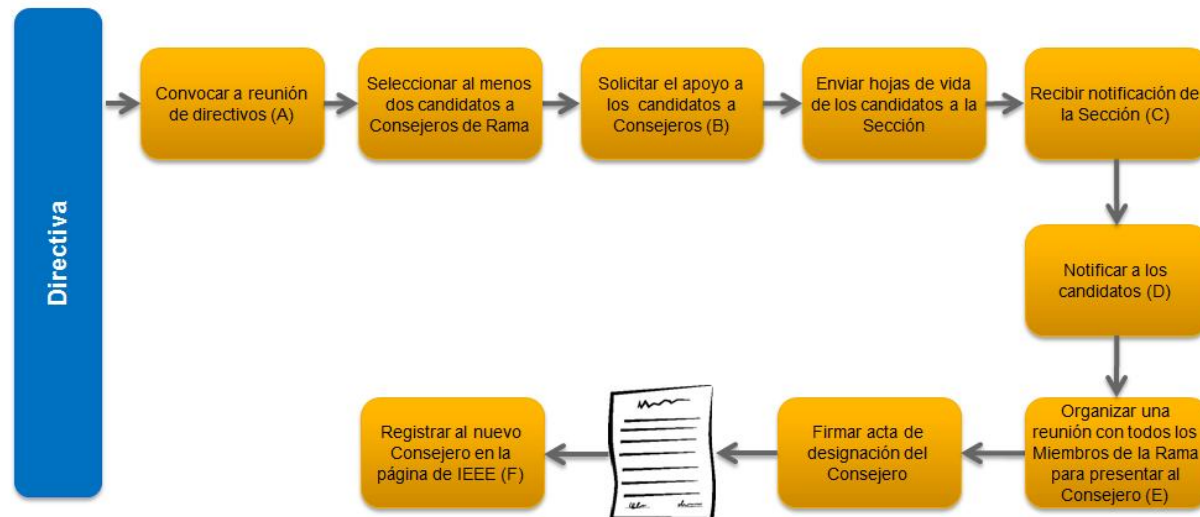 Directiva
Convocar a reunión
de directivos (A)
Seleccionar al menos
dos candidatos a
Consejeros de Rama
Solicitar el apoyo a
los candidatos a
Consejeros (B)
Enviar hojas de vida
de los candidatos a la
Sección
Recibir notificación de
la Sección (C)
Notificar a los
candidatos (D)
Organizar una
reunión con todos los
Miembros de la Rama
para presentar al
Consejero (E)
Firmar acta de
designación del
Consejero
Registrar al nuevo
Consejero en la
página de IEEE (F)